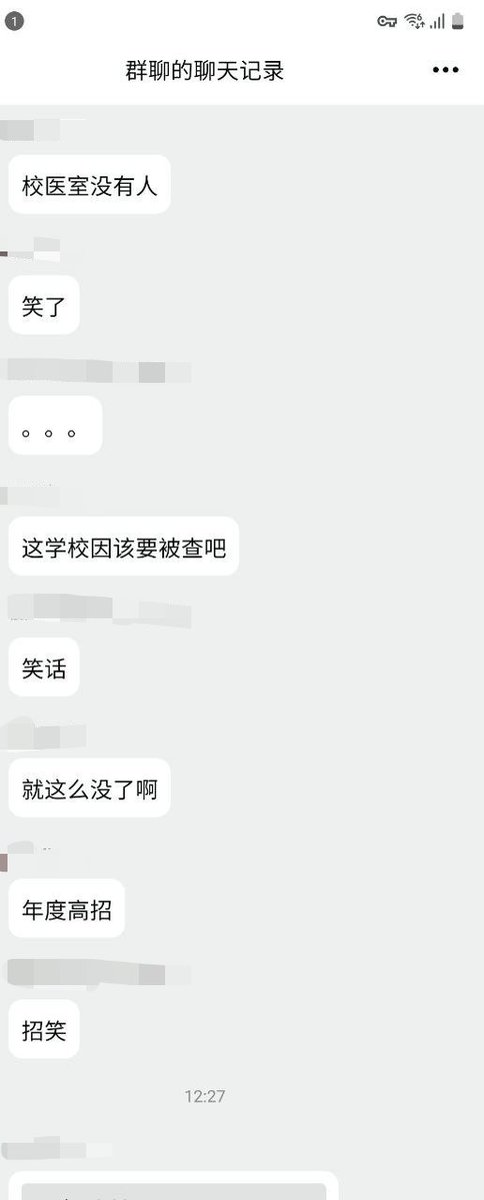 1
群聊的聊天记录
校医室没有人
笑了
。。。
这学校因该要被查吧
笑话
就这么没了啊
年度高招
招笑
12:27